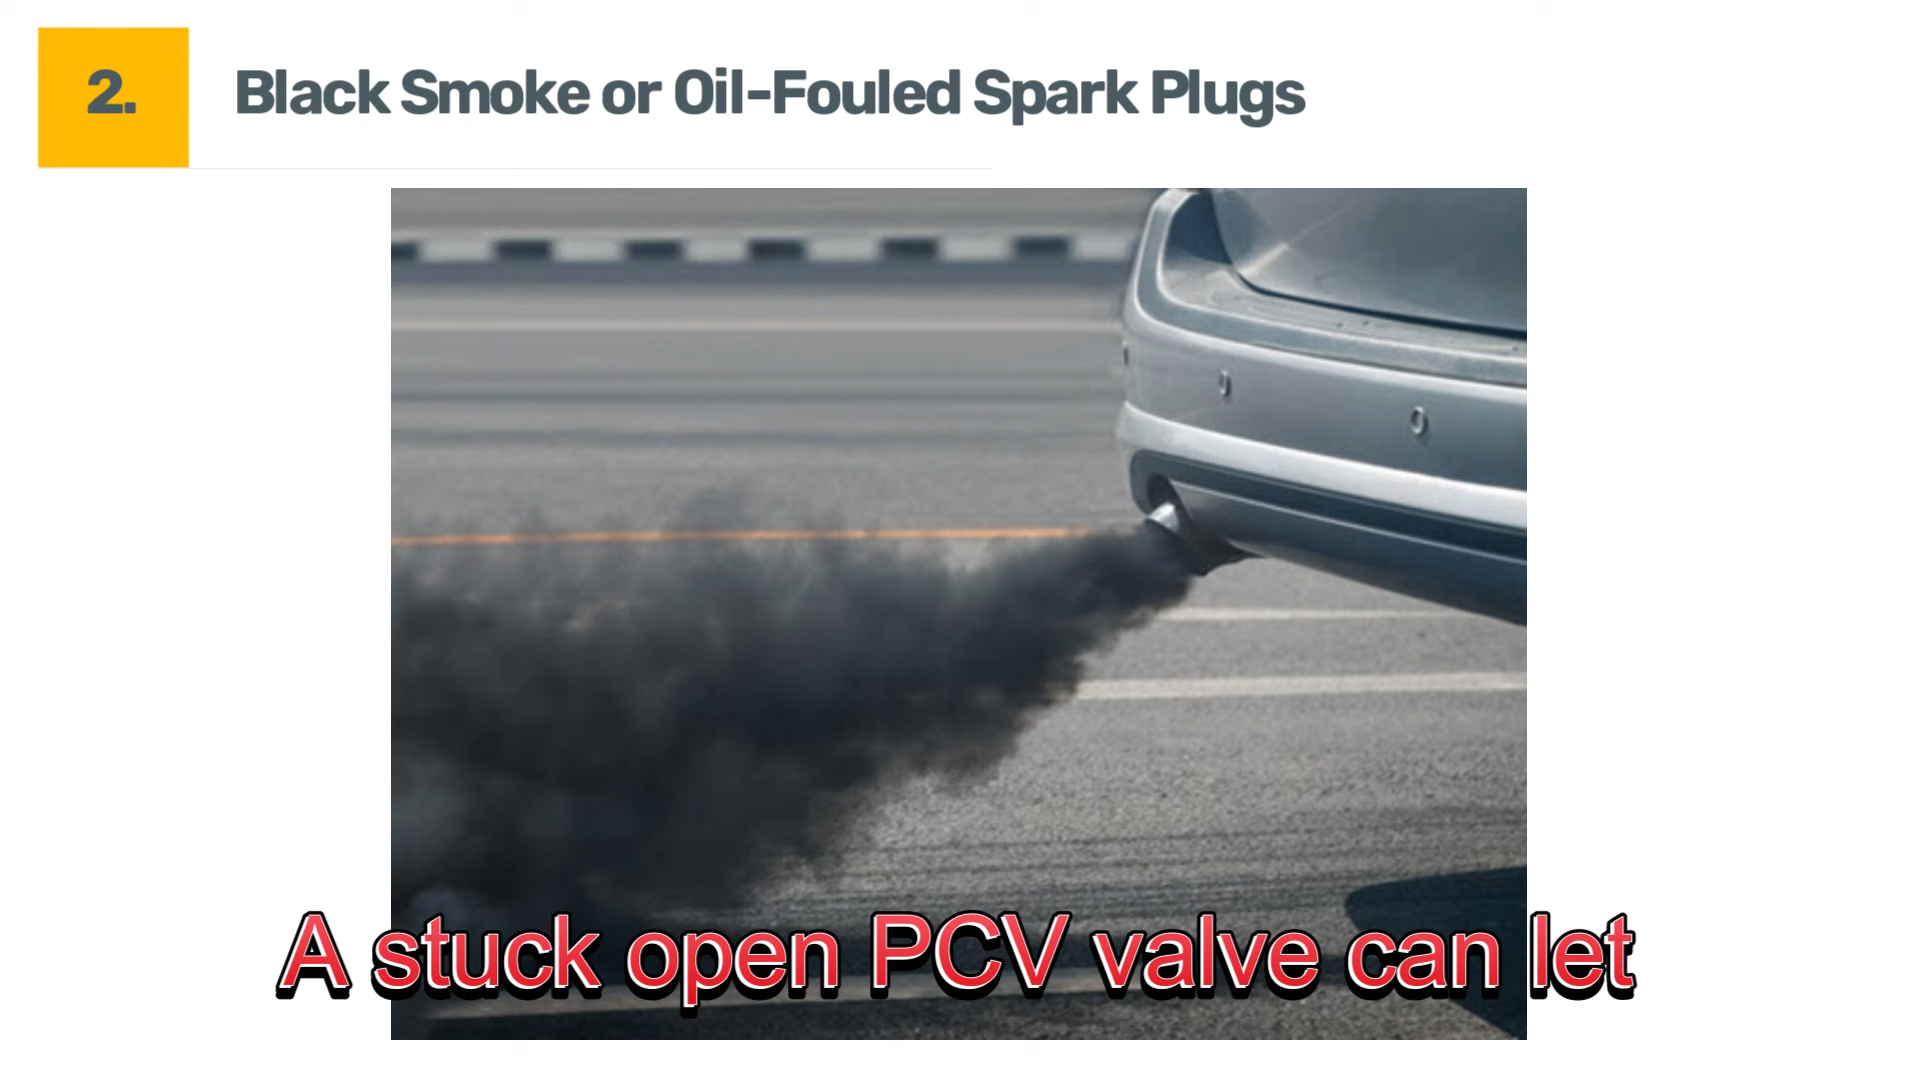 2.
Black Smoke or Oil-Fouled Spark Plugs
A stuck open PCV valve can let